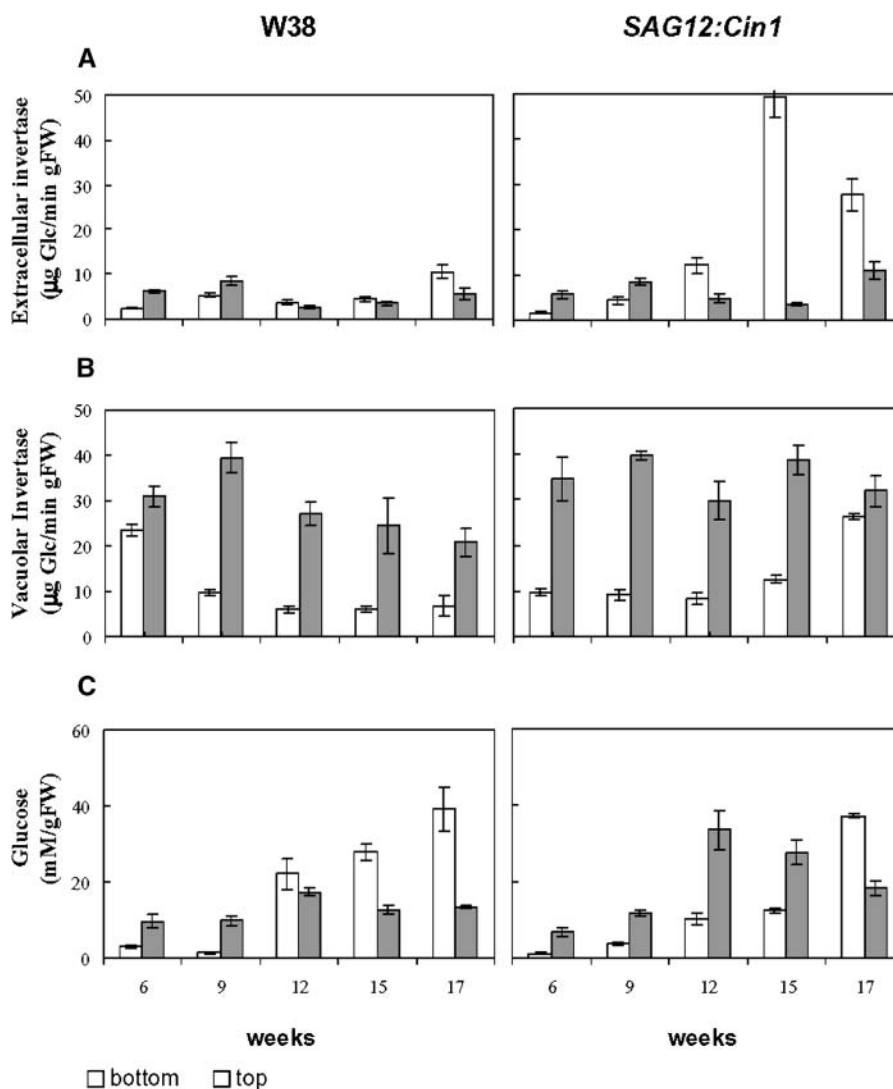 W38 SAG12:Cin1
A
Extracellular invertase
(µg Glc/min gFW)
50
40
30
20
10
0
B
Vacuolar Invertase
(µg Glc/min gFW)
50
40
30
20
10
0
C
Glucose
(mM/gFW)
60
40
20
0
6 9 12 15 17 6 9 12 15 17
weeks weeks
bottom top